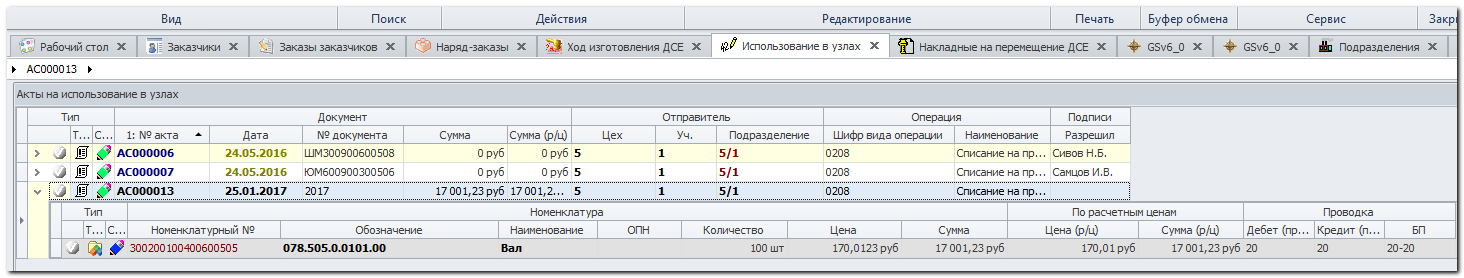 Вид Поиск Действия Редактирование Печать Буфер обмена Сервис Закры
Рабочий стол Заказчики Заказы заказчиков Наряд-заказы Ход изготовления ДСЕ Использование в узлах Накладные на перемещение ДСЕ GSv6_0 GSv6_0 Подразделения
АС000013
Акты на использование в узлах
Тип Документ Отправитель Операция Подписи
Т... С... 1: № акта Дата № документа Сумма Сумма (р/ц) Цех Уч. Подразделение Шифр вида операции Наименование Разрешил
АС000006 24.05.2016 ШМ300900600508 0 руб 0 руб 5 1 5/1 0208 Списание на пр... Сивов Н.Б.
АС000007 24.05.2016 ЮМ600900300506 0 руб 0 руб 5 1 5/1 0208 Списание на пр... Самцов И.В.
АС000013 25.01.2017 2017 17 001,23 руб 17 001,2... 5 1 5/1 0208 Списание на пр...
Тип Номенклатура По расчетным ценам Проводка
Т... С... Номенклатурный № Обозначение Наименование ОПН Количество Цена Сумма Цена (р/ц) Сумма (р/ц) Дебет (пр... Кредит (п... БП
300200100400600505 078.505.0.0101.00 Вал 100 шт 170,0123 руб 17 001,23 руб 170,01 руб 17 001,23 руб 20 20 20-20